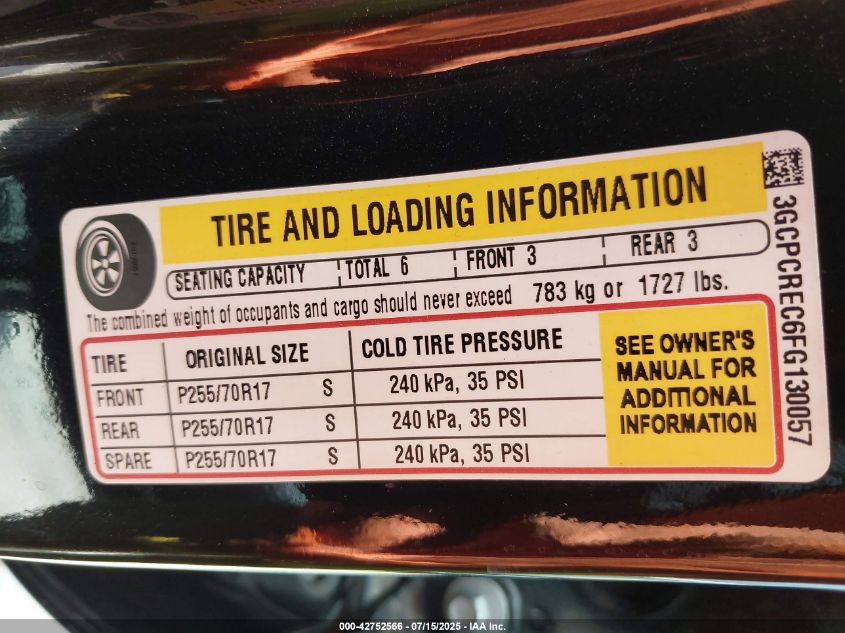 TIRE AND LOADING INFORMATION
SEATING CAPACITY TOTAL 6 FRONT 3 REAR 3
The combined weight of occupants and cargo should never exceed 783 kg or 1727 lbs.
TIRE ORIGINAL SIZE COLD TIRE PRESSURE
FRONT P255/70R17 S 240 kPa, 35 PSI
REAR P255/70R17 S 240 kPa, 35 PSI
SPARE P255/70R17 S 240 kPa, 35 PSI
SEE OWNER'S
MANUAL FOR
ADDITIONAL
INFORMATION
3GCPCREC6FG130057
000-42752566 - 07/15/2025 - IAA Inc.